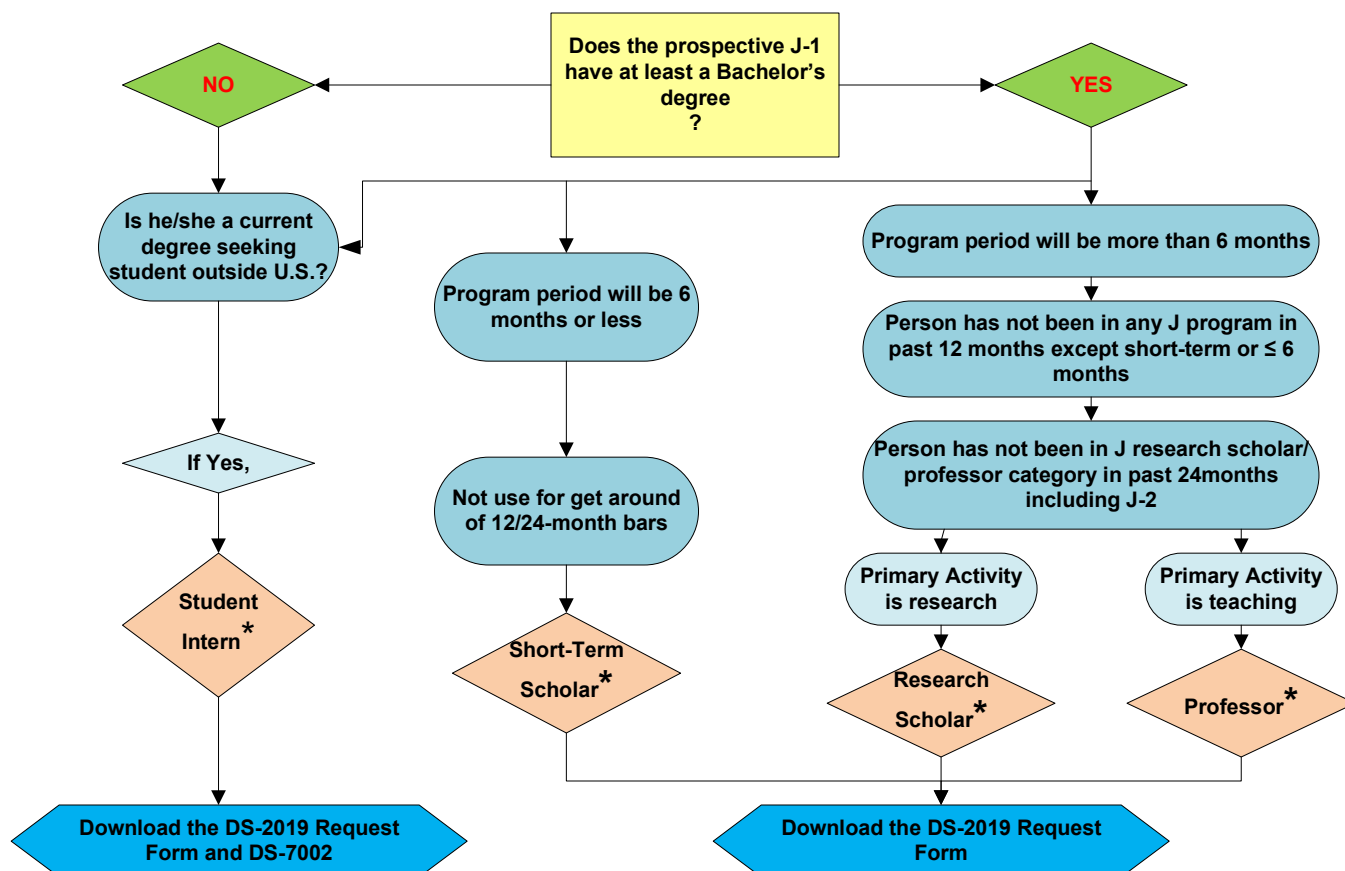 Does the prospective J-1
have at least a Bachelor's
degree
?
NO
YES
Is he/she a current
degree seeking
student outside U.S.?
If Yes,
Student
Intern*
Download the DS-2019 Request
Form and DS-7002
Program period will be 6
months or less
Not use for get around
of 12/24-month bars
Short-Term
Scholar*
Program period will be more than 6 months
Person has not been in any J program in
past 12 months except short-term or ≤ 6
months
Person has not been in J research scholar/
professor category in past 24months
including J-2
Primary Activity
is research
Primary Activity
is teaching
Research
Scholar*
Professor*
Download the DS-2019 Request
Form